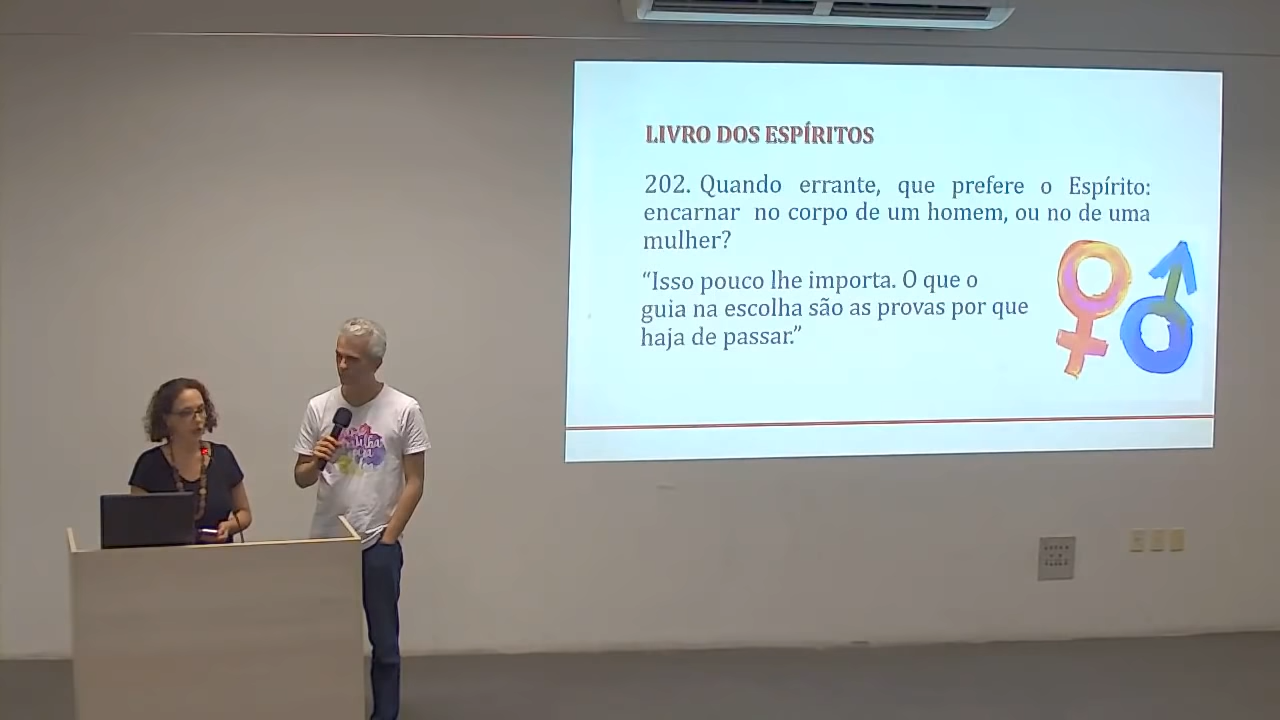 LIVRO DOS ESPÍRITOS
202. Quando errante, que prefere o Espírito:
encarnar no corpo de um homem, ou no de uma
mulher?
“Isso pouco lhe importa. O que o
guia na escolha são as provas por que
haja de passar.”